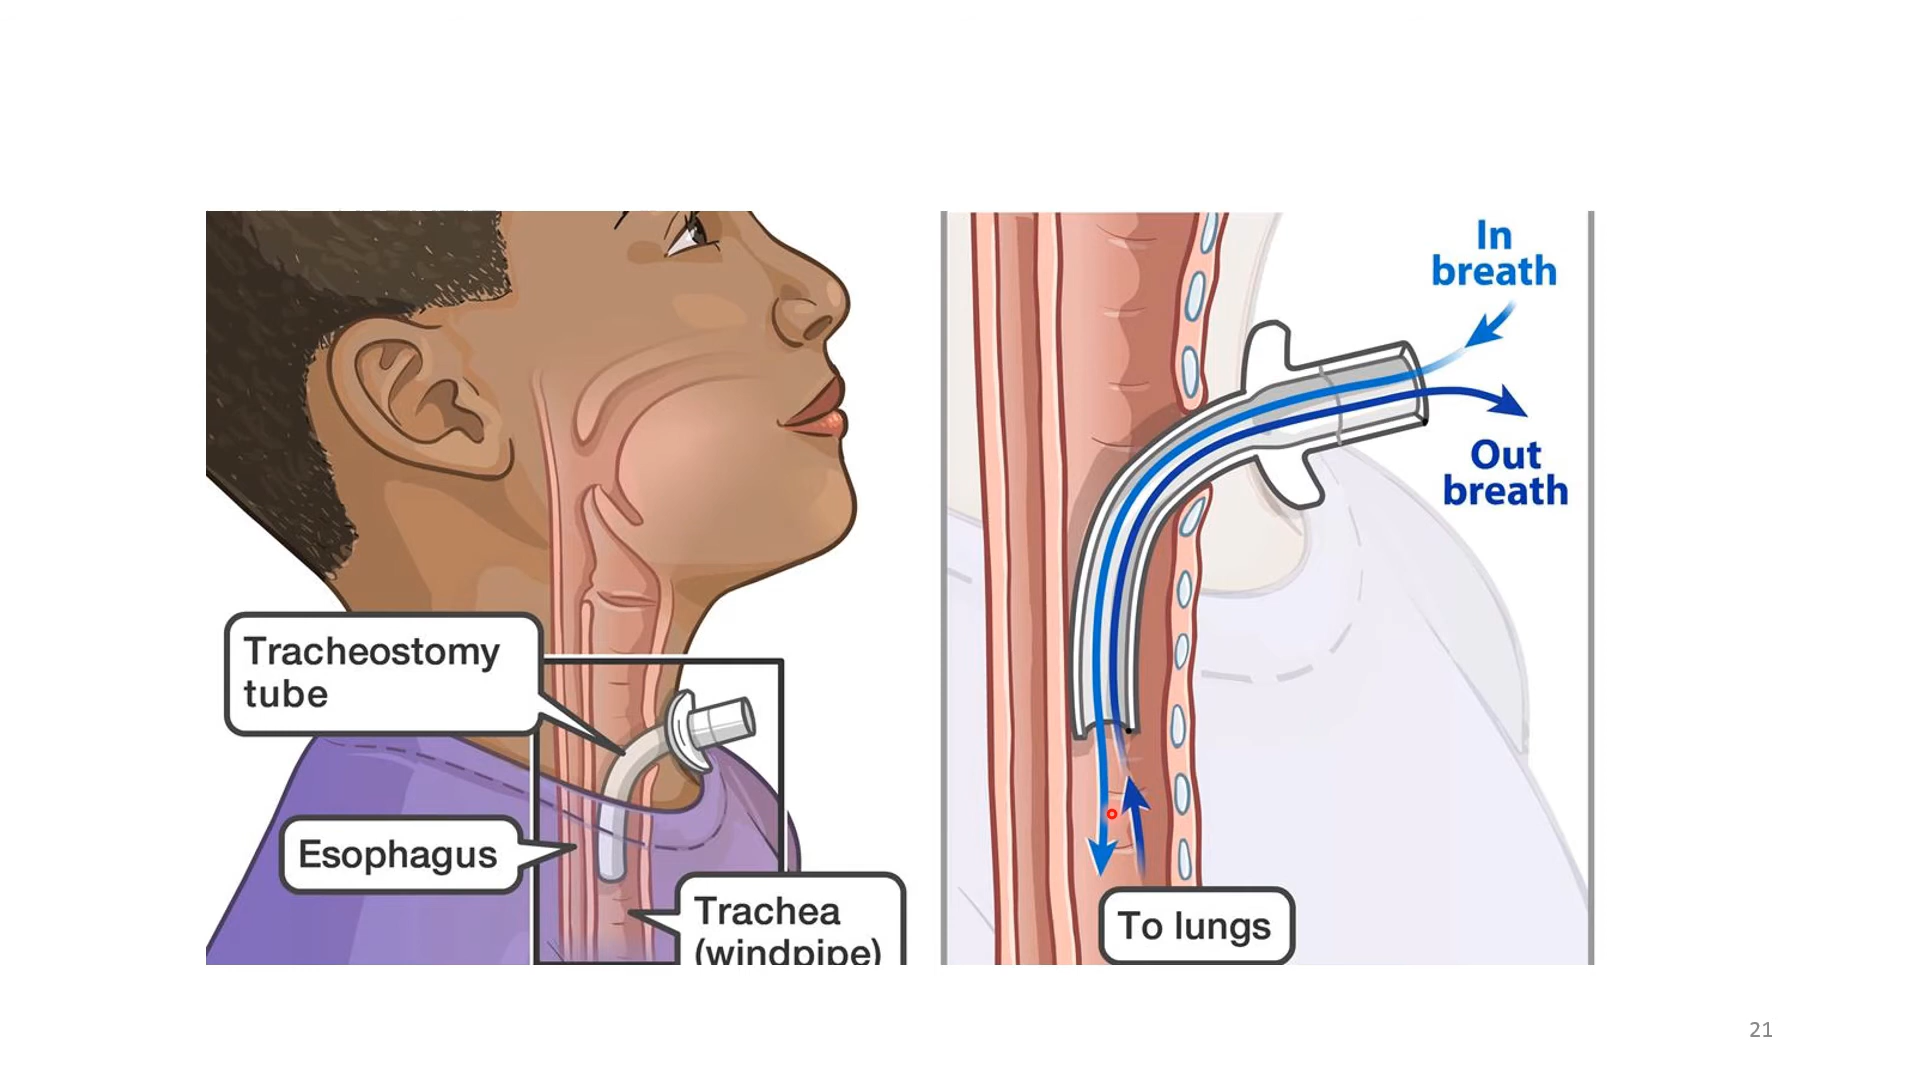 Tracheostomy
tube
Esophagus
Trachea
(windpipe)
In
breath
Out
breath
To lungs
21